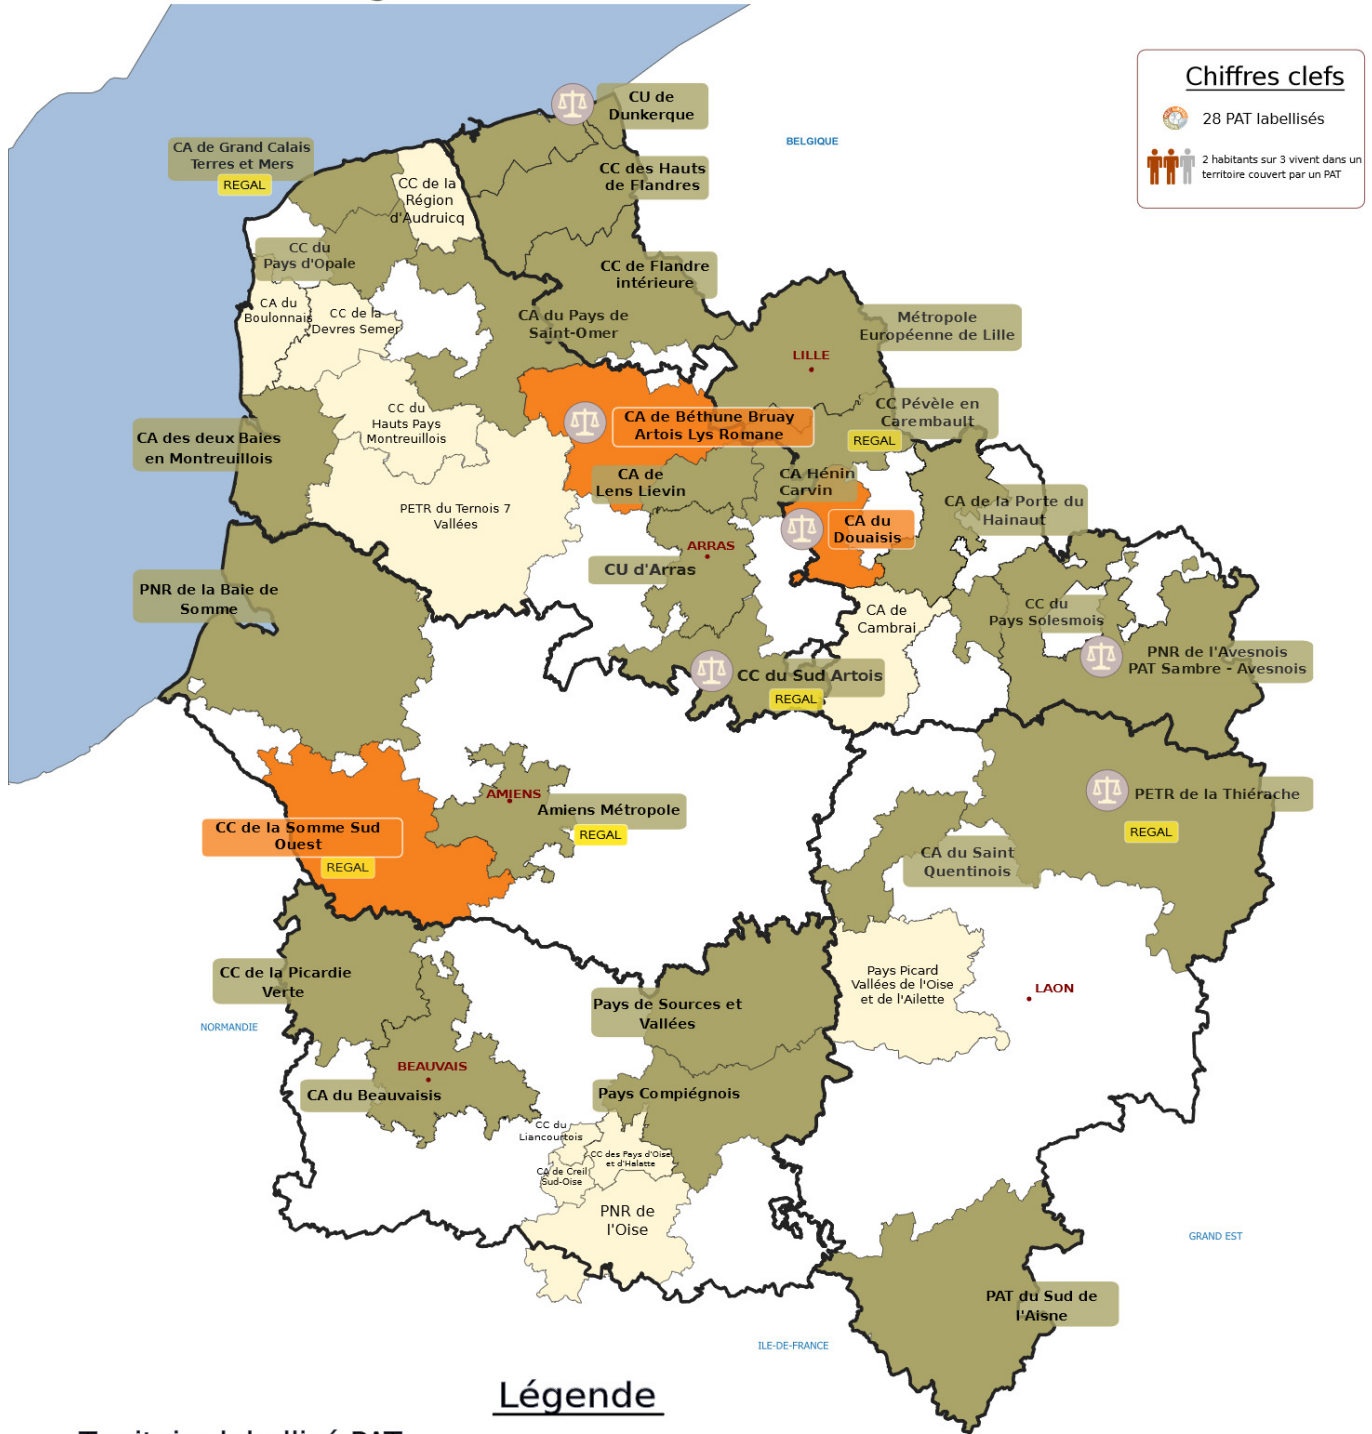 Chiffres clefs
28 PAT labellisés
2 habitants sur 3 vivent dans un
territoire couvert par un PAT
BELGIQUE
CU de
Dunkerque
CA de Grand Calais
Terres et Mers
REGAL
CC de la
Région
d'Audruicq
CC des Hauts
de Flandres
CC du
Pays d'Opale
CC de Flandre
intérieure
CA du
Boulonnais
CC de la
Devres Semer
CA du Pays de
Saint-Omer
Métropole
Européenne de Lille
LILLE
CC du
Hauts Pays
Montreuillois
CA de Béthune Bruay
Artois Lys Romane
CC Pévèle en
Carembault
REGAL
CA des deux Baies
en Montreuillois
CA de
Lens Lievin
CA Hénin
Carvin
PETR du Ternois 7
Vallées
CA de la Porte du
Hainaut
CA du
Douaisis
ARRAS
CU d'Arras
PNR de la Baie de
Somme
CA de
Cambrai
CC du
Pays Solesmois
PNR de l'Avesnois
PAT Sambre - Avesnois
CC du Sud Artois
REGAL
AMIENS
Amiens Métropole
REGAL
PETR de la Thiérache
REGAL
CC de la Somme Sud
Ouest
REGAL
CA du Saint
Quentinois
CC de la Picardie
Verte
Pays de Sources et
Vallées
Pays Picard
Vallées de l'Oise
et de l'Ailette
LAON
NORMANDIE
BEAUVAIS
CA du Beauvaisis
Pays Compiégnois
CC du
Liancourtois
CC des Pays d'Oise
et d'Halatte
CA de Creil
Sud-Oise
PNR de
l'Oise
GRAND EST
PAT du Sud de
l'Aisne
ILE-DE-FRANCE
Légende